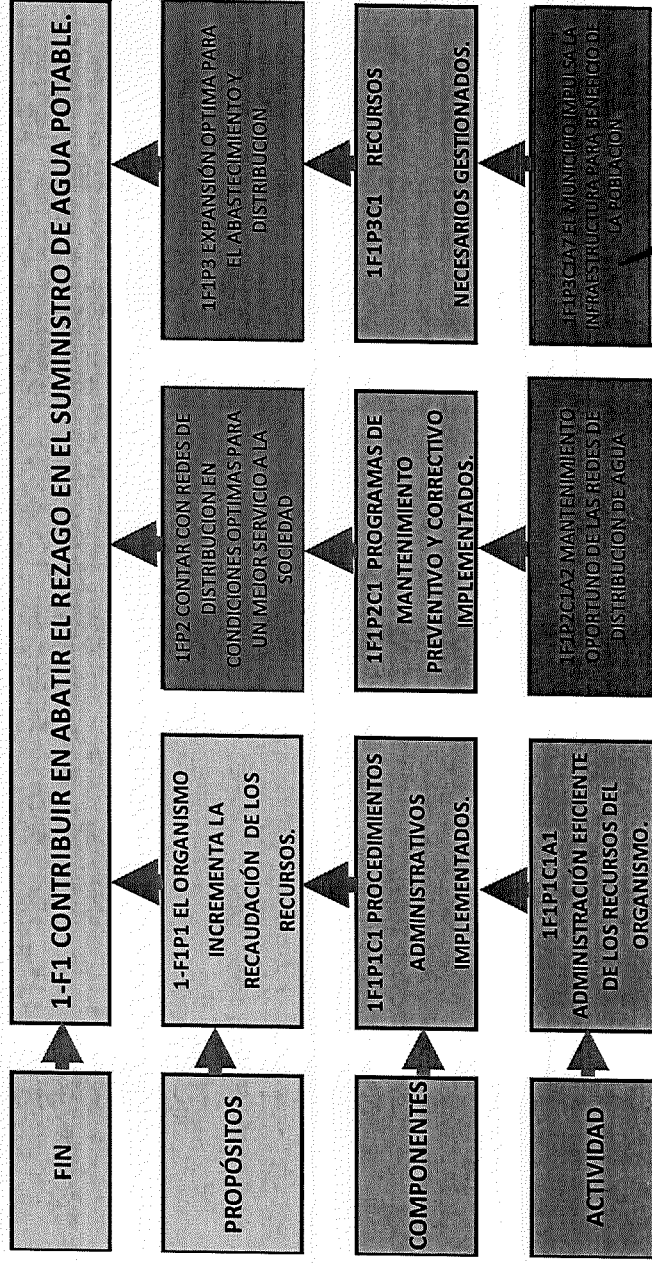 FIN
1-F1 CONTRIBUIR EN ABATIR EL REZAGO EN EL SUMINISTRO DE AGUA POTABLE.
PROPÓSITOS
1-F1P1 EL ORGANISMO
INCREMENTA LA
RECAUDACIÓN DE LOS
RECURSOS.
1FP2 CONTAR CON REDES DE
DISTRIBUCION EN
CONDICIONES OPTIMAS PARA
UN MEJOR SERVICIO A LA
SOCIEDAD
1F1P3 EXPANSIÓN OPTIMA PARA
EL ABASTECIMIENTO Y
DISTRIBUCION
COMPONENTES
1F1P1C1 PROCEDIMIENTOS
ADMINISTRATIVOS
IMPLEMENTADOS.
1F1P2C1 PROGRAMAS DE
MANTENIMIENTO
PREVENTIVO Y CORRECTIVO
IMPLEMENTADOS.
1F1P3C1 RECURSOS
NECESARIOS GESTIONADOS.
ACTIVIDAD
1F1P1C1A1
ADMINISTRACIÓN EFICIENTE
DE LOS RECURSOS DEL
ORGANISMO.
1F1P2C1A2 MANTENIMIENTO
OPORTUNO DE LAS REDES DE
DISTRIBUCION DE AGUA
EL MUNICIPIO IMPULSA LA
INFRAESTRUCTURA PARA BENEFICIO DE
LA POBLACION